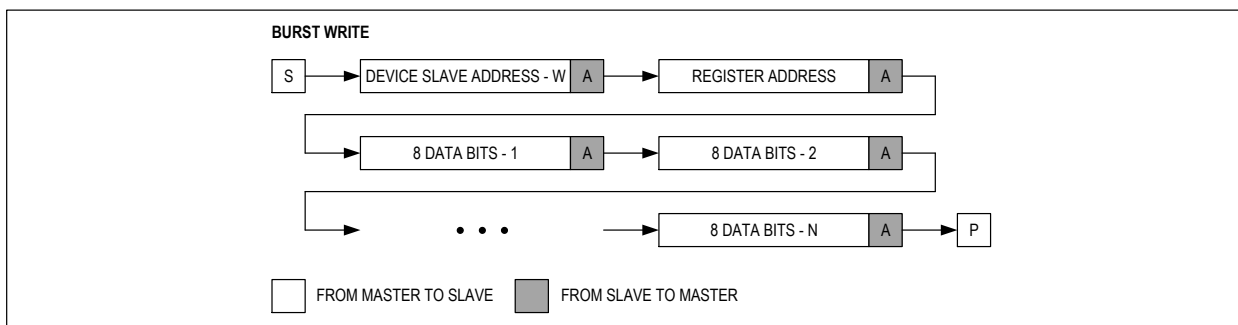 BURST WRITE
S DEVICE SLAVE ADDRESS - W A REGISTER ADDRESS A
8 DATA BITS - 1 A 8 DATA BITS - 2 A
• • • 8 DATA BITS - N A P
FROM MASTER TO SLAVE FROM SLAVE TO MASTER